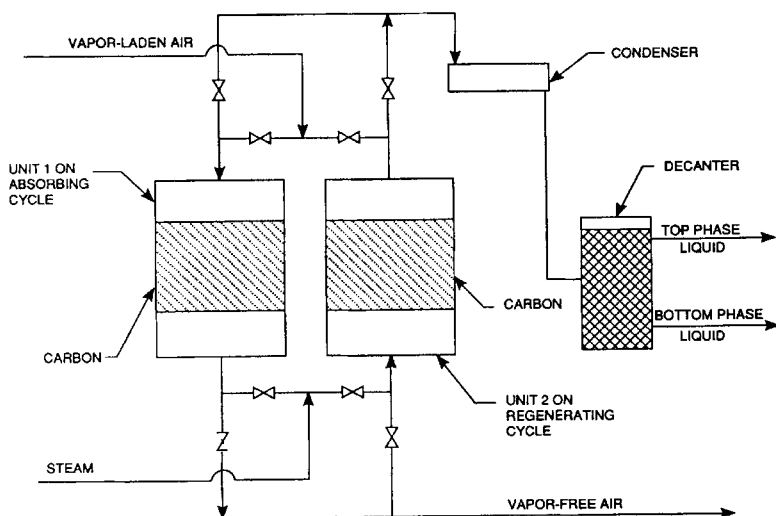 VAPOR-LADEN AIR
CONDENSER
UNIT 1 ON
ABSORBING
CYCLE
DECANTER
TOP PHASE
LIQUID
CARBON
BOTTOM PHASE
LIQUID
CARBON
UNIT 2 ON
REGENERATING
CYCLE
STEAM
VAPOR-FREE AIR